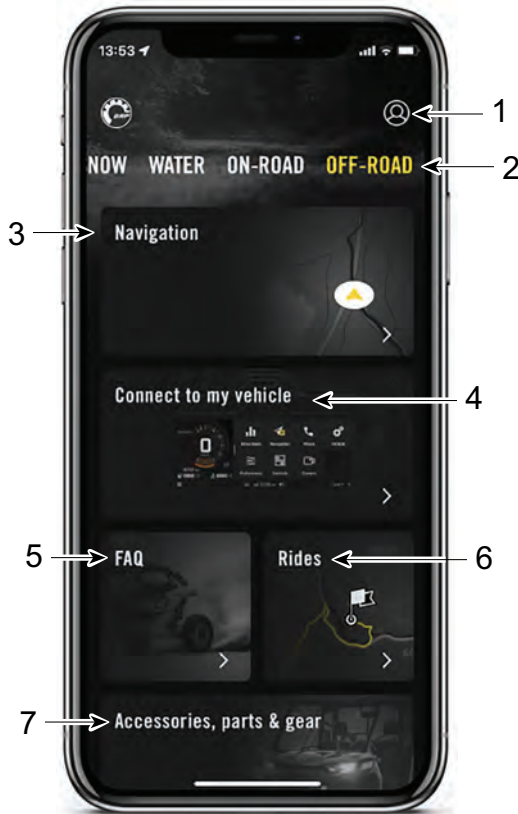 13:53
1
NOW WATER ON-ROAD OFF-ROAD
2
3
Navigation
Connect to my vehicle
4
0
5
FAQ
Rides
6
7
Accessories, parts & gear